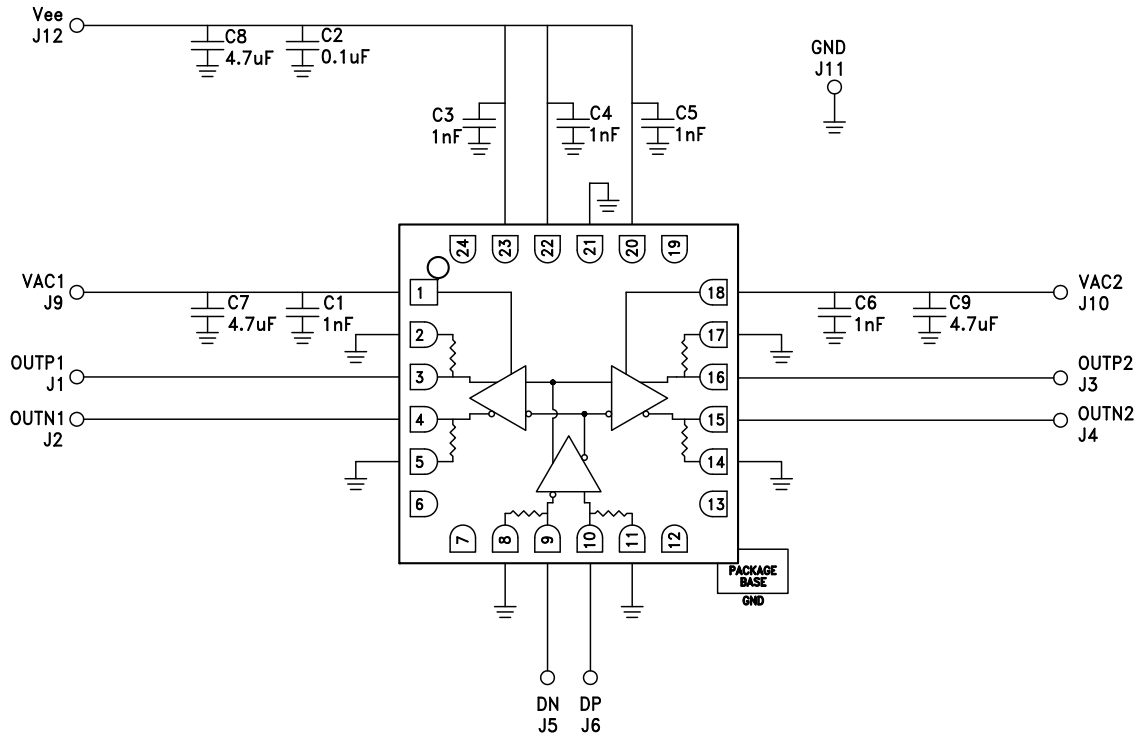 Vee
J12
C8
4.7uF
C2
0.1uF
GND
J11
C3
1nF
C4
1nF
C5
1nF
24
23
22
21
20
19
VAC1
J9
C7
4.7uF
C1
1nF
1
18
C6
1nF
C9
4.7uF
VAC2
J10
2
17
OUTP1
J1
3
16
OUTP2
J3
OUTN1
J2
4
15
OUTN2
J4
5
14
6
13
7
8
9
10
11
12
PACKAGE
BASE
GND
DN
J5
DP
J6